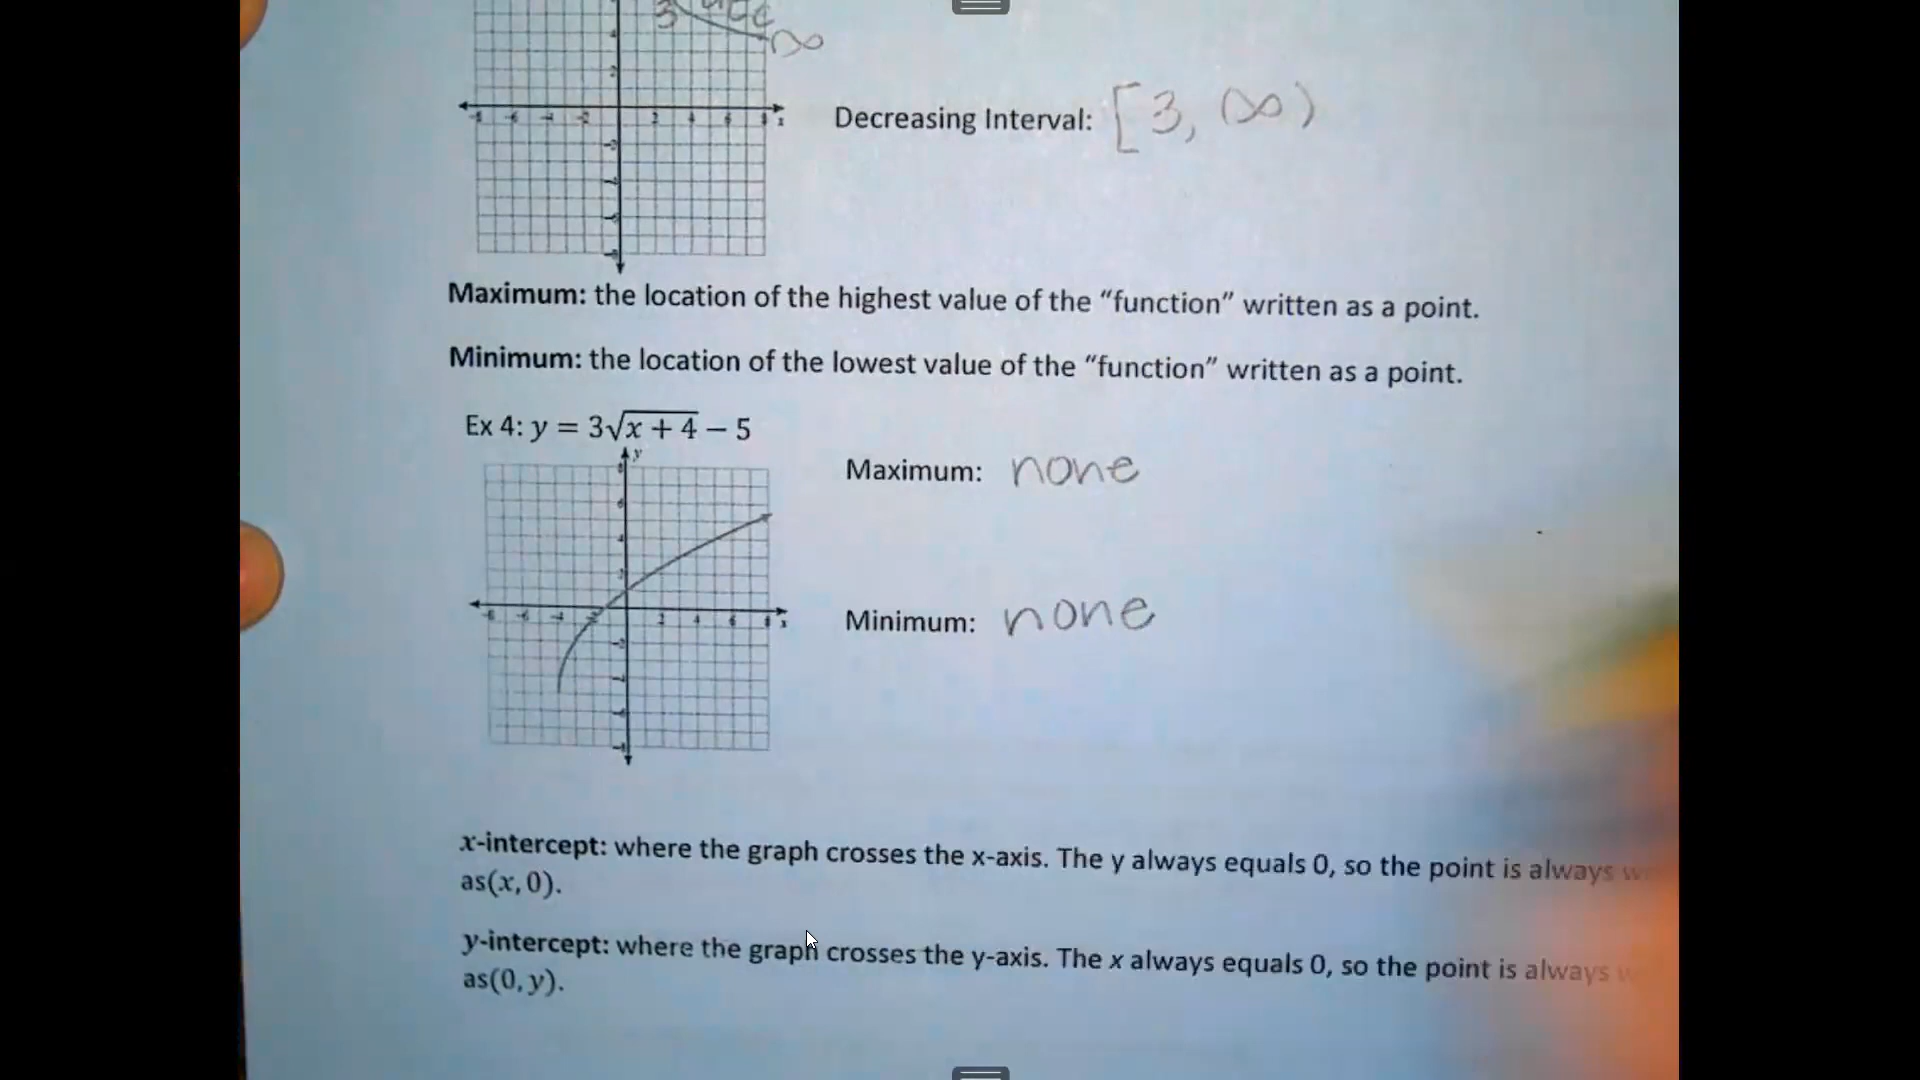 3
∞
Decreasing Interval: [3, ∞)
Maximum: the location of the highest value of the “function” written as a point.
Minimum: the location of the lowest value of the “function” written as a point.
Ex 4: y = 3√(x + 4) − 5
Maximum: none
Minimum: none
x-intercept: where the graph crosses the x-axis. The y always equals 0, so the point is always
as(x, 0).
y-intercept: where the graph crosses the y-axis. The x always equals 0, so the point is always
as(0, y).